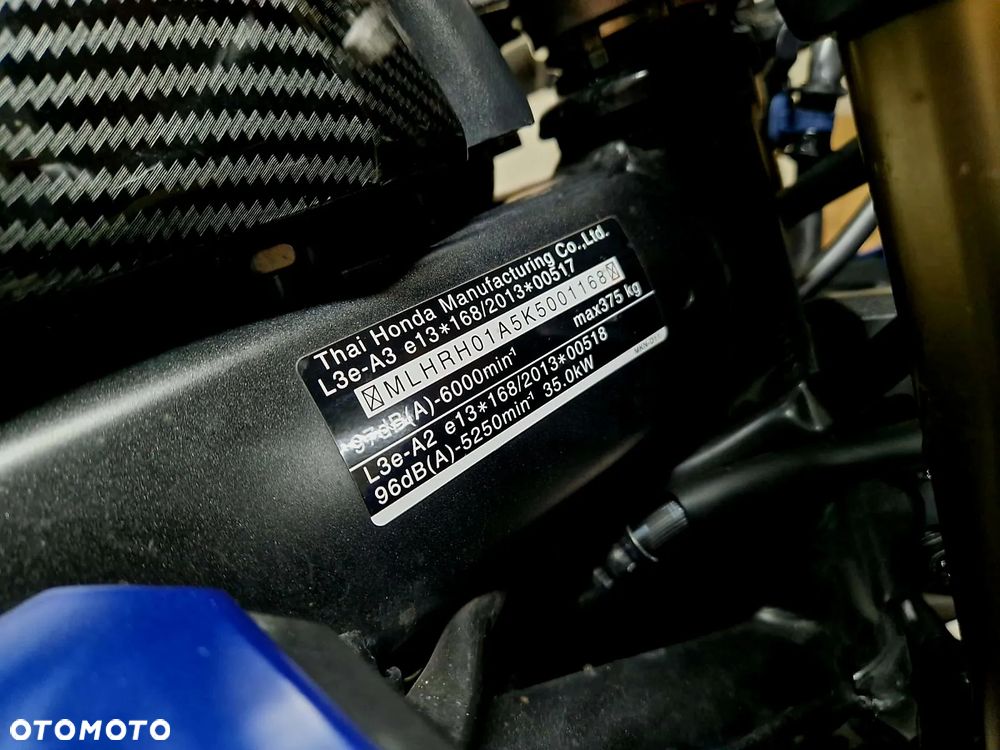 Thai Honda Manufacturing Co.,Ltd.
L3e-A3 e13*168/2013*00517
MLHRH01A5K5001168
97dB(A)-6000min⁻¹ max375 kg
L3e-A2 e13*168/2013*00518
96dB(A)-5250min⁻¹ 35.0kW
OTOMOTO